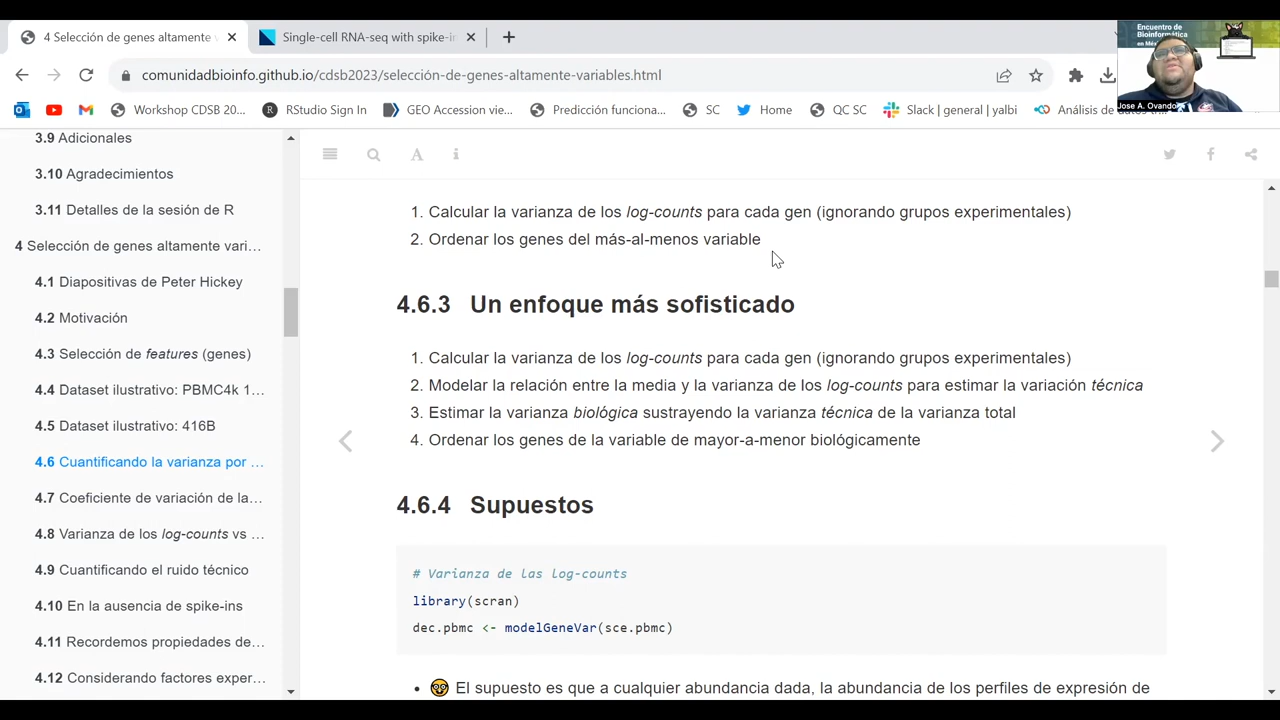 4 Selección de genes altamente v
Single-cell RNA-seq with spike-in
comunidadbioinfo.github.io/cdsb2023/selección-de-genes-altamente-variables.html
Encuentro de
Bioinformática
en Mé
Jose A. Ovando
Workshop CDSB 20... RStudio Sign In GEO Accession vie... Predicción funciona... SC Home QC SC Slack | general | yalbi Análisis de datos
3.9 Adicionales
3.10 Agradecimientos
3.11 Detalles de la sesión de R
4 Selección de genes altamente vari...
4.1 Diapositivas de Peter Hickey
4.2 Motivación
4.3 Selección de features (genes)
4.4 Dataset ilustrativo: PBMC4k 1...
4.5 Dataset ilustrativo: 416B
4.6 Cuantificando la varianza por ...
4.7 Coeficiente de variación de la...
4.8 Varianza de los log-counts vs ...
4.9 Cuantificando el ruido técnico
4.10 En la ausencia de spike-ins
4.11 Recordemos propiedades de...
4.12 Considerando factores exper...
1. Calcular la varianza de los log-counts para cada gen (ignorando grupos experimentales)
2. Ordenar los genes del más-al-menos variable
4.6.3 Un enfoque más sofisticado
1. Calcular la varianza de los log-counts para cada gen (ignorando grupos experimentales)
2. Modelar la relación entre la media y la varianza de los log-counts para estimar la variación técnica
3. Estimar la varianza biológica sustrayendo la varianza técnica de la varianza total
4. Ordenar los genes de la variable de mayor-a-menor biológicamente
4.6.4 Supuestos
# Varianza de las log-counts
library(scran)
dec.pbmc <- modelGeneVar(sce.pbmc)
• 🤓 El supuesto es que a cualquier abundancia dada, la abundancia de los perfiles de expresión de